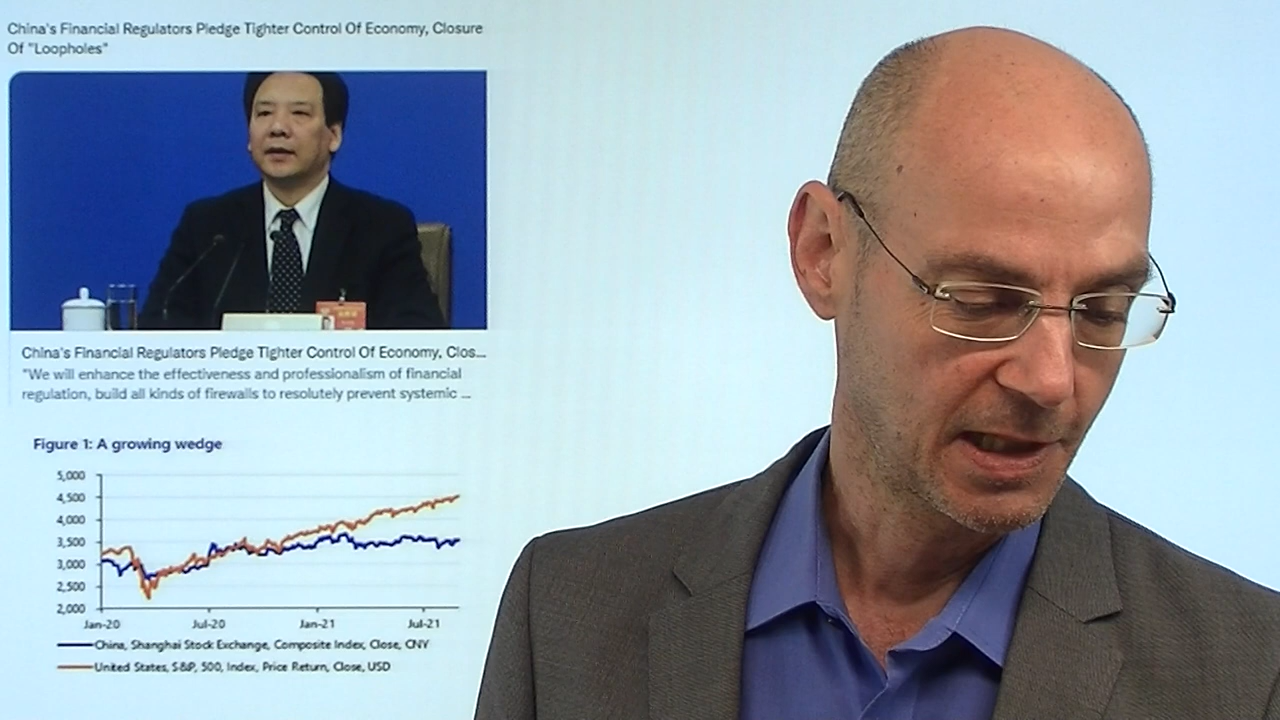 China's Financial Regulators Pledge Tighter Control Of Economy, Closure
Of "Loopholes"
China's Financial Regulators Pledge Tighter Control Of Economy, Clos...
"We will enhance the effectiveness and professionalism of financial
regulation, build all kinds of firewalls to resolutely prevent systemic ...
Figure 1: A growing wedge
5,000
4,500
4,000
3,500
3,000
2,500
2,000
Jan-20 Jul-20 Jan-21 Jul-21
China, Shanghai Stock Exchange, Composite Index, Close, CNY
United States, S&P, 500, Index, Price Return, Close, USD